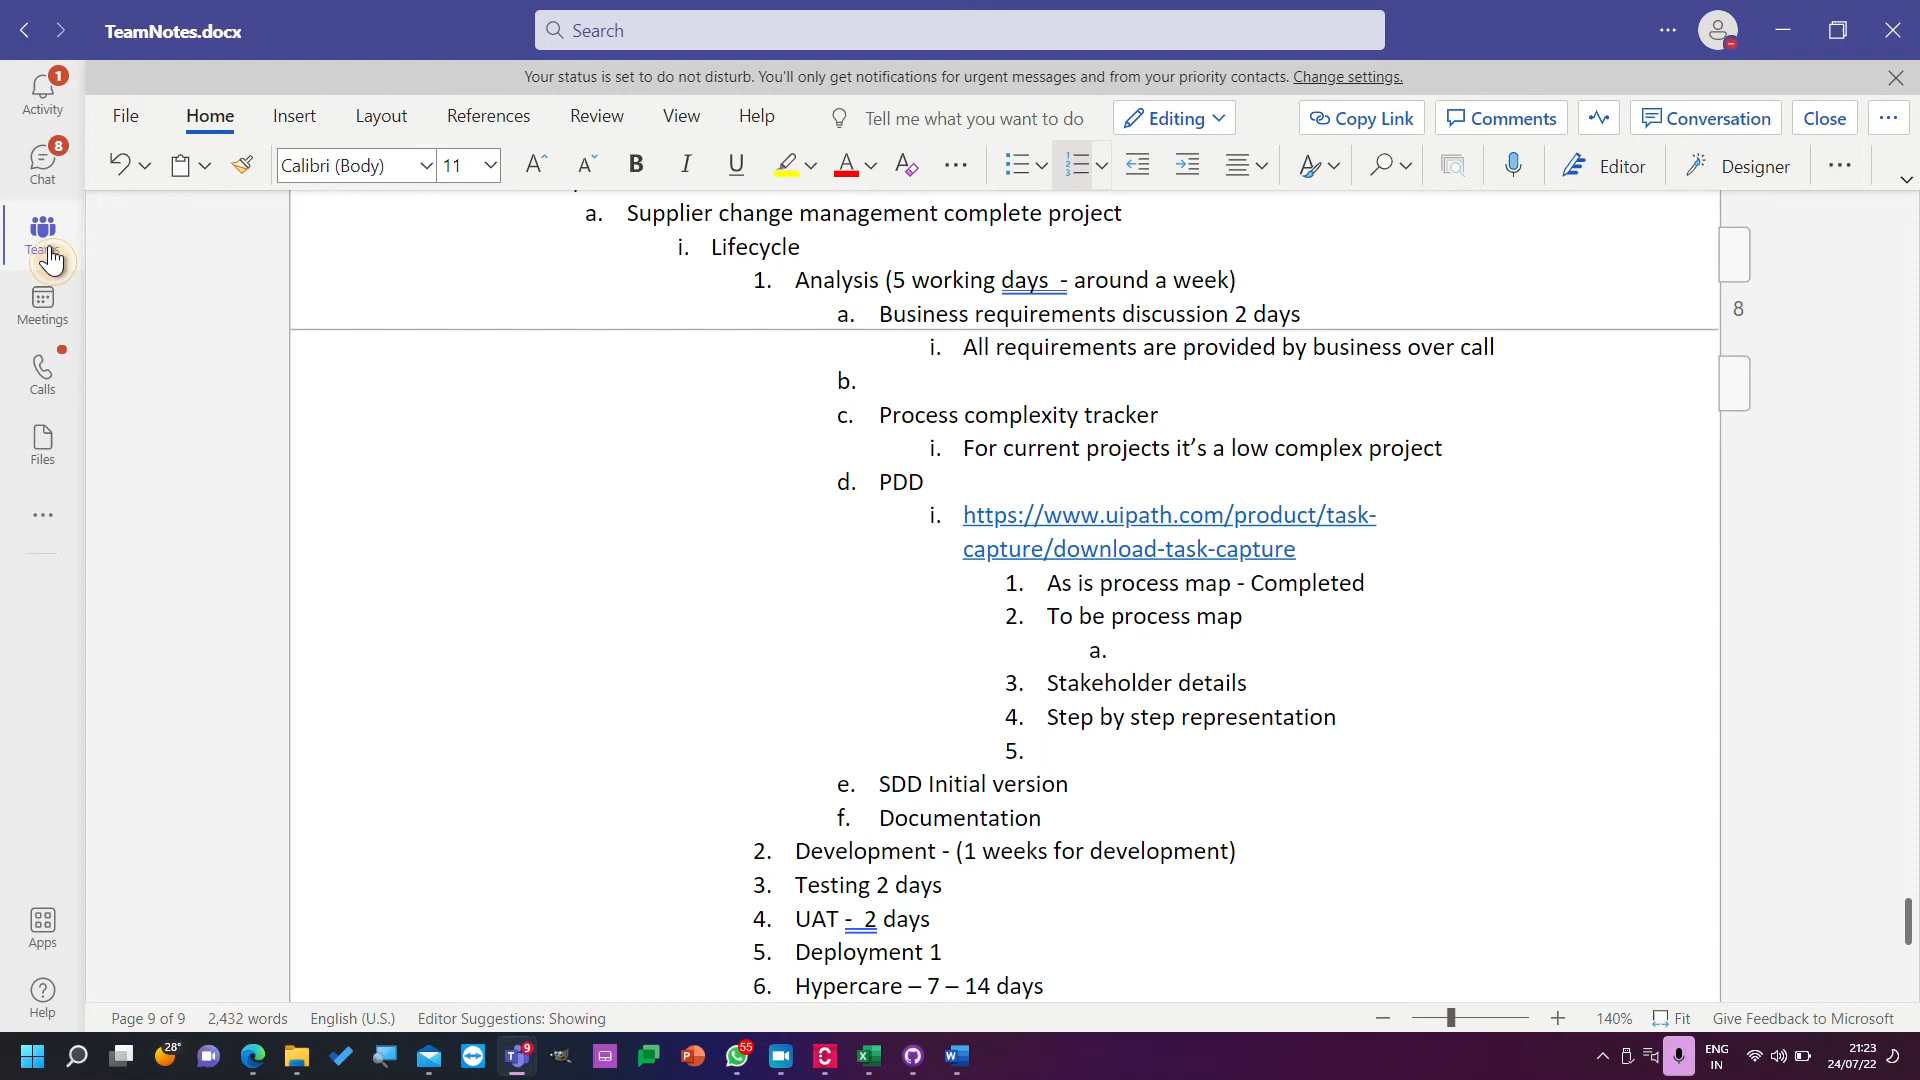 TeamNotes.docx
Search
Your status is set to do not disturb. You'll only get notifications for urgent messages and from your priority contacts. Change settings.
1
Activity
8
Chat
Teams
Meetings
Calls
Files
Apps
Help
File Home Insert Layout References Review View Help Tell me what you want to do Editing Copy Link Comments Conversation Close
Calibri (Body) 11 Editor Designer
a. Supplier change management complete project
i. Lifecycle
1. Analysis (5 working days  - around a week)
a. Business requirements discussion 2 days
8
i. All requirements are provided by business over call
b.
c. Process complexity tracker
i. For current projects it’s a low complex project
d. PDD
i. https://www.uipath.com/product/task-
capture/download-task-capture
1. As is process map - Completed
2. To be process map
a.
3. Stakeholder details
4. Step by step representation
5.
e. SDD Initial version
f. Documentation
2. Development - (1 weeks for development)
3. Testing 2 days
4. UAT -  2 days
5. Deployment 1
6. Hypercare – 7 – 14 days
Page 9 of 9 2,432 words English (U.S.) Editor Suggestions: Showing 140% Fit Give Feedback to Microsoft
28°
9
55
ENG
IN
21:23
24/07/22